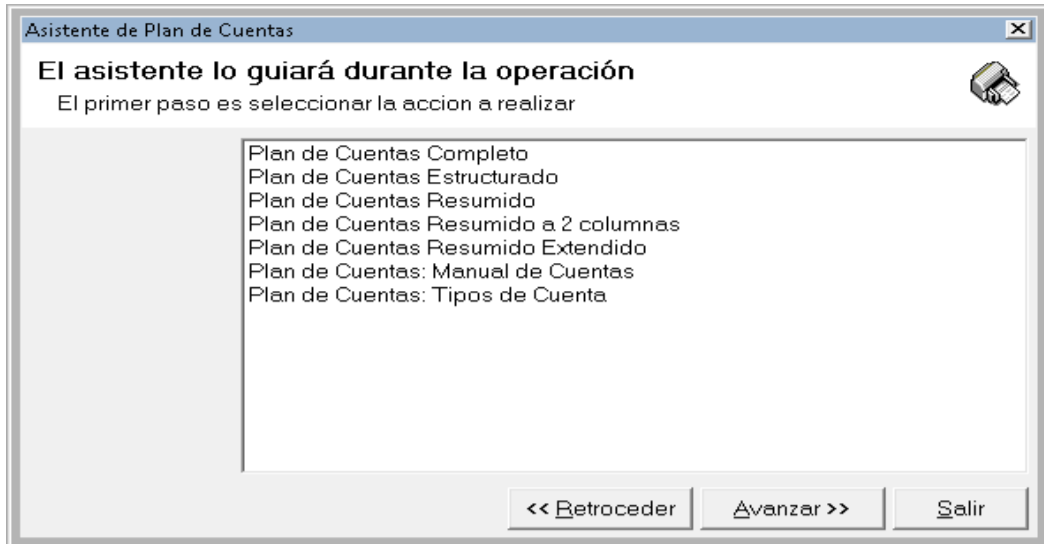 Asistente de Plan de Cuentas
El asistente lo guiará durante la operación
El primer paso es seleccionar la accion a realizar
Plan de Cuentas Completo
Plan de Cuentas Estructurado
Plan de Cuentas Resumido
Plan de Cuentas Resumido a 2 columnas
Plan de Cuentas Resumido Extendido
Plan de Cuentas: Manual de Cuentas
Plan de Cuentas: Tipos de Cuenta
<< Retroceder Avanzar >> Salir